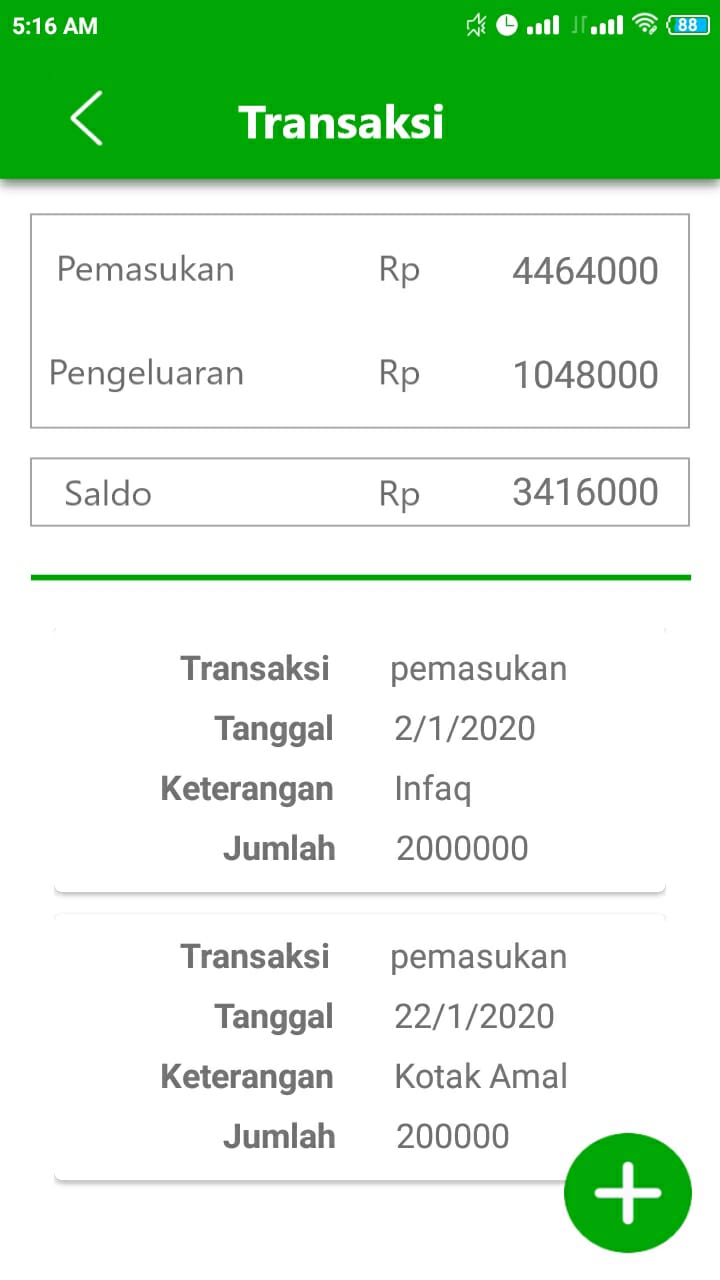 5:16 AM 88
Transaksi
Pemasukan Rp 4464000
Pengeluaran Rp 1048000
Saldo Rp 3416000
Transaksi pemasukan
Tanggal 2/1/2020
Keterangan Infaq
Jumlah 2000000
Transaksi pemasukan
Tanggal 22/1/2020
Keterangan Kotak Amal
Jumlah 200000